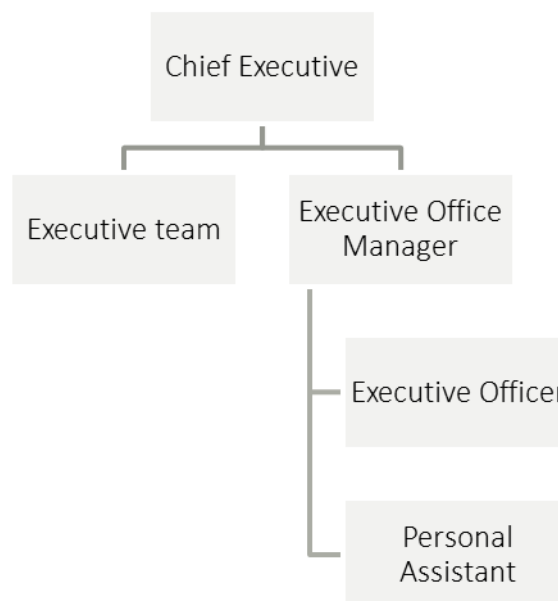 Chief Executive
Executive team
Executive Office
Manager
Executive Officer
Personal
Assistant